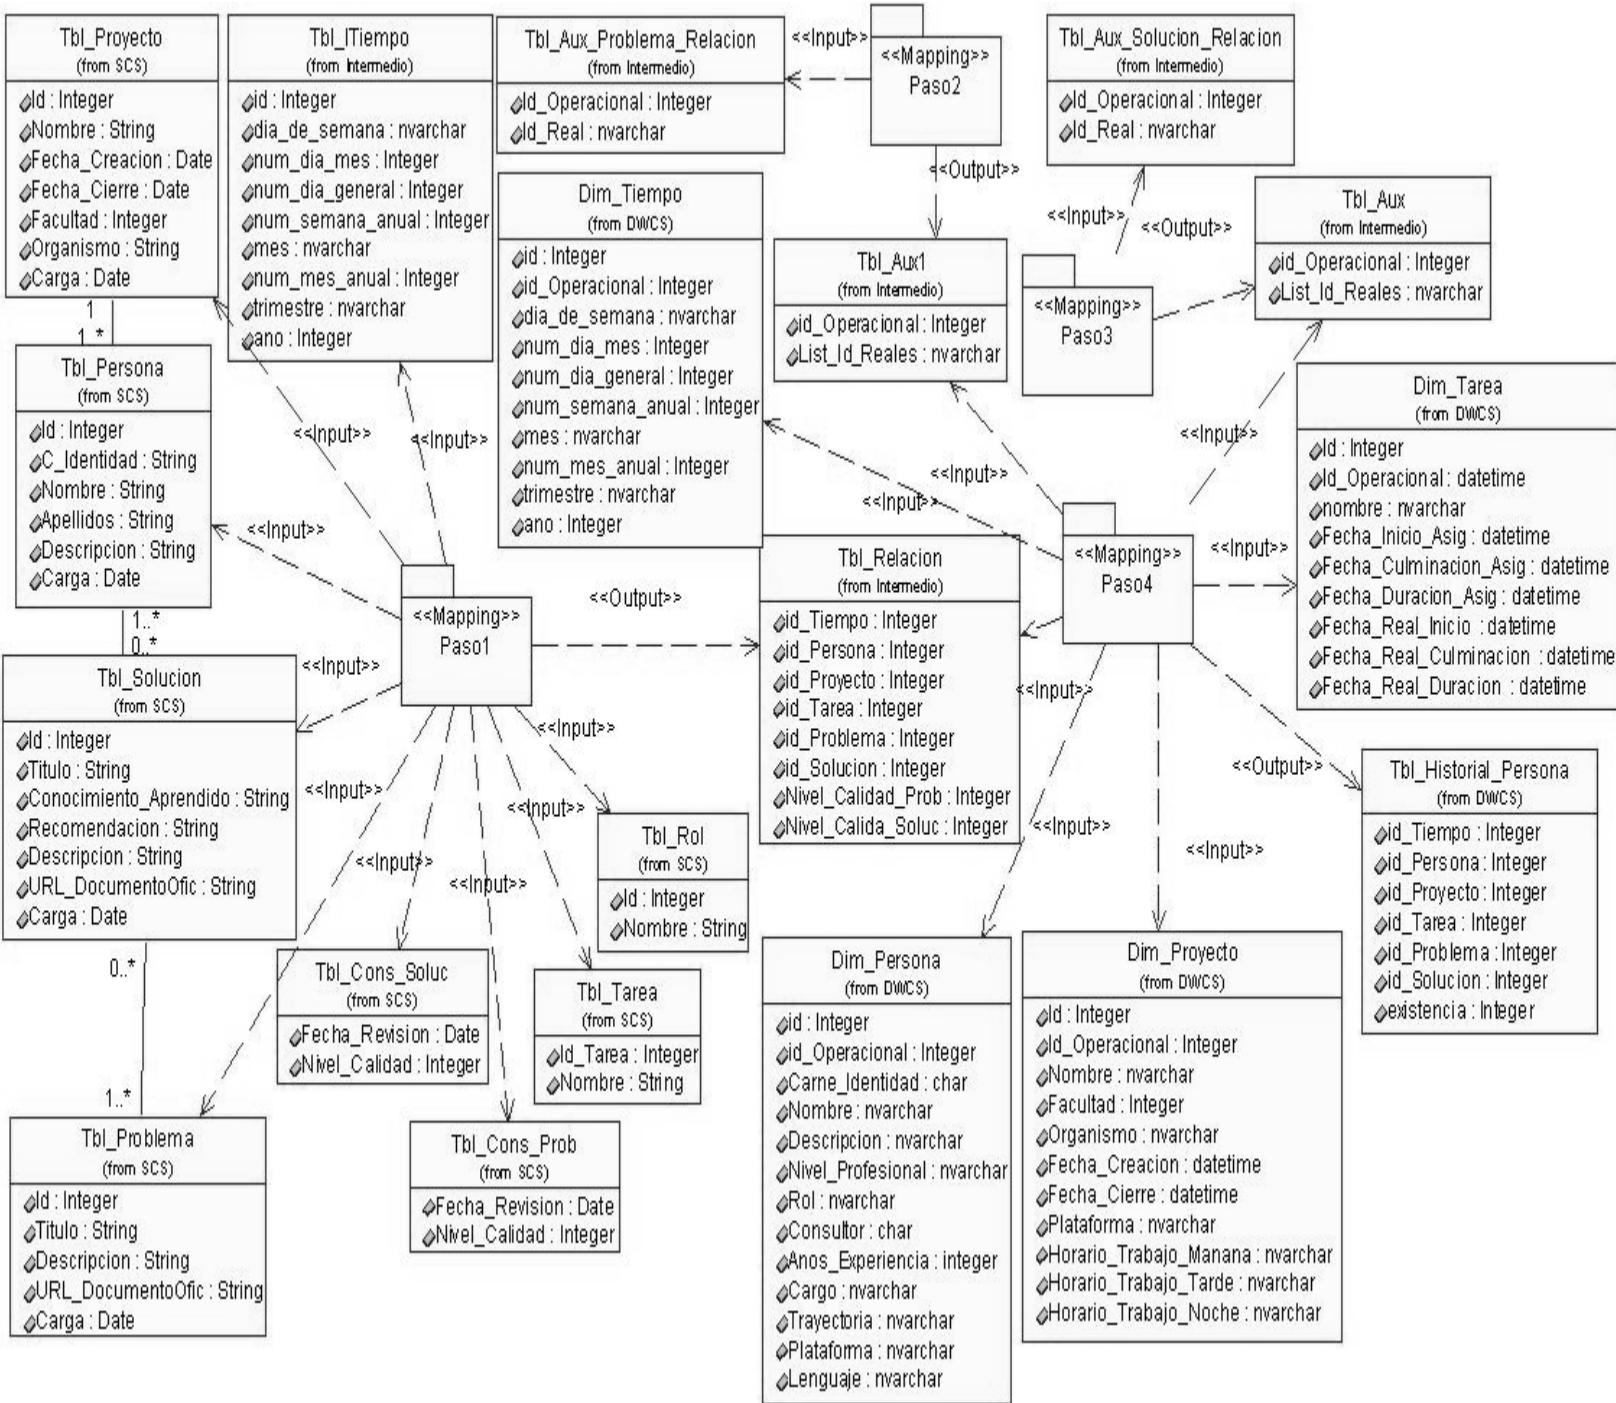 Tbl_Proyecto
(from SCS)
Id : Integer
Nombre : String
Fecha_Creacion : Date
Fecha_Cierre : Date
Facultad : Integer
Organismo : String
Carga : Date
1
1..*
Tbl_ITiempo
(from Intermedio)
id : Integer
dia_de_semana : nvarchar
num_dia_mes : Integer
num_dia_general : Integer
num_semana_anual : Integer
mes : nvarchar
num_mes_anual : Integer
trimestre : nvarchar
ano : Integer
Tbl_Aux_Problema_Relacion
(from Intermedio)
Id_Operacional : Integer
Id_Real : nvarchar
<<Input>>
<<Mapping>>
Paso2
<<Output>>
Tbl_Aux_Solucion_Relacion
(from Intermedio)
Id_Operacional : Integer
Id_Real : nvarchar
<<Input>>
<<Output>>
Dim_Tiempo
(from DWCS)
id : Integer
id_Operacional : Integer
dia_de_semana : nvarchar
num_dia_mes : Integer
num_dia_general : Integer
num_semana_anual : Integer
mes : nvarchar
num_mes_anual : Integer
trimestre : nvarchar
ano : Integer
Tbl_Aux1
(from Intermedio)
id_Operacional : Integer
List_Id_Reales : nvarchar
<<Mapping>>
Paso3
Tbl_Aux
(from Intermedio)
id_Operacional : Integer
List_Id_Reales : nvarchar
Tbl_Persona
(from SCS)
Id : Integer
C_Identidad : String
Nombre : String
Apellidos : String
Descripcion : String
Carga : Date
1..*
0..*
<<Input>>
<<Input>>
<<Input>>
<<Input>>
<<Input>>
<<Input>>
Dim_Tarea
(from DWCS)
Id : Integer
Id_Operacional : datetime
nombre : nvarchar
Fecha_Inicio_Asig : datetime
Fecha_Culminacion_Asig : datetime
Fecha_Duracion_Asig : datetime
Fecha_Real_Inicio : datetime
Fecha_Real_Culminacion : datetime
Fecha_Real_Duracion : datetime
<<Mapping>>
Paso1
<<Output>>
Tbl_Relacion
(from Intermedio)
id_Tiempo : Integer
id_Persona : Integer
id_Proyecto : Integer
id_Tarea : Integer
id_Problema : Integer
id_Solucion : Integer
Nivel_Calidad_Prob : Integer
Nivel_Calida_Soluc : Integer
<<Mapping>>
Paso4
<<Input>>
<<Input>>
<<Input>>
<<Input>>
<<Output>>
Tbl_Solucion
(from SCS)
Id : Integer
Titulo : String
Conocimiento_Aprendido : String
Recomendacion : String
Descripcion : String
URL_DocumentoOfic : String
Carga : Date
0..*
1..*
<<Input>>
<<Input>>
<<Input>>
<<Input>>
<<Input>>
<<Input>>
Tbl_Rol
(from SCS)
Id : Integer
Nombre : String
Tbl_Historial_Persona
(from DWCS)
id_Tiempo : Integer
id_Persona : Integer
id_Proyecto : Integer
id_Tarea : Integer
id_Problema : Integer
id_Solucion : Integer
existencia : Integer
Tbl_Cons_Soluc
(from SCS)
Fecha_Revision : Date
Nivel_Calidad : Integer
Tbl_Tarea
(from SCS)
Id_Tarea : Integer
Nombre : String
Dim_Persona
(from DWCS)
id : Integer
id_Operacional : Integer
Carne_Identidad : char
Nombre : nvarchar
Descripcion : nvarchar
Nivel_Profesional : nvarchar
Rol : nvarchar
Consultor : char
Anos_Experiencia : integer
Cargo : nvarchar
Trayectoria : nvarchar
Plataforma : nvarchar
Lenguaje : nvarchar
Dim_Proyecto
(from DWCS)
Id : Integer
Id_Operacional : Integer
Nombre : nvarchar
Facultad : Integer
Organismo : nvarchar
Fecha_Creacion : datetime
Fecha_Cierre : datetime
Plataforma : nvarchar
Horario_Trabajo_Manana : nvarchar
Horario_Trabajo_Tarde : nvarchar
Horario_Trabajo_Noche : nvarchar
Tbl_Problema
(from SCS)
Id : Integer
Titulo : String
Descripcion : String
URL_DocumentoOfic : String
Carga : Date
Tbl_Cons_Prob
(from SCS)
Fecha_Revision : Date
Nivel_Calidad : Integer